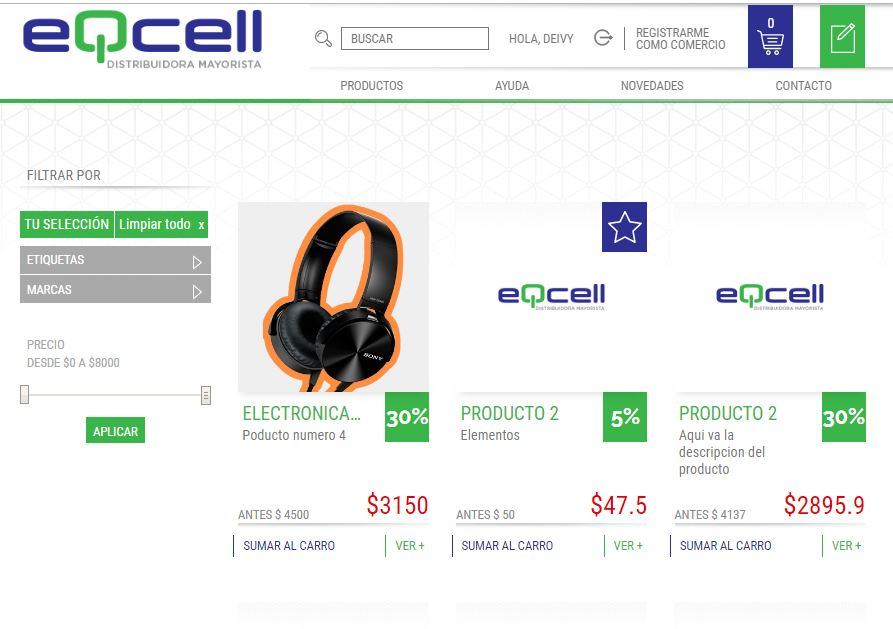 eQcell
DISTRIBUIDORA MAYORISTA
BUSCAR
HOLA, DEIVY
REGISTRARME
COMO COMERCIO
0
PRODUCTOS
AYUDA
NOVEDADES
CONTACTO
FILTRAR POR
TU SELECCIÓN
Limpiar todo x
ETIQUETAS
MARCAS
PRECIO
DESDE $0 A $8000
APLICAR
SONY
ELECTRONICA...
30%
Poducto numero 4
ANTES $ 4500
$3150
SUMAR AL CARRO
VER +
eQcell
DISTRIBUIDORA MAYORISTA
PRODUCTO 2
5%
Elementos
ANTES $ 50
$47.5
SUMAR AL CARRO
VER +
eQcell
DISTRIBUIDORA MAYORISTA
PRODUCTO 2
30%
Aqui va la
descripcion del
producto
ANTES $ 4137
$2895.9
SUMAR AL CARRO
VER +